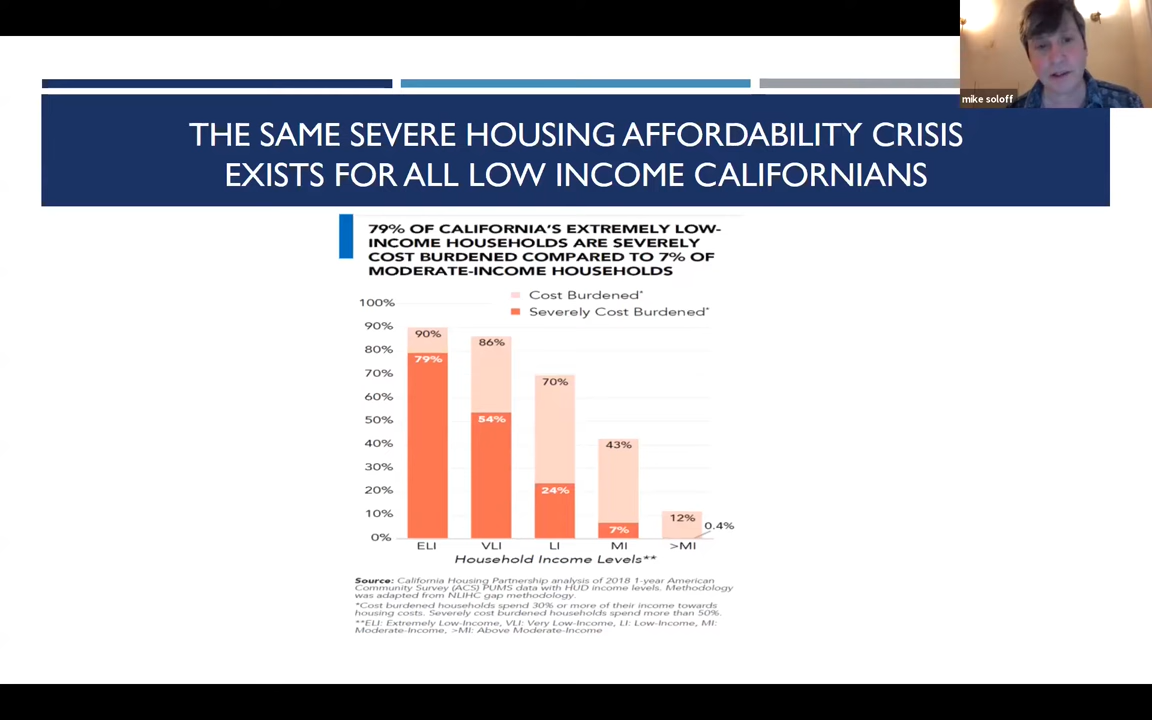 mike soloff
THE SAME SEVERE HOUSING AFFORDABILITY CRISIS
EXISTS FOR ALL LOW INCOME CALIFORNIANS
79% OF CALIFORNIA'S EXTREMELY LOW-
INCOME HOUSEHOLDS ARE SEVERELY
COST BURDENED COMPARED TO 7% OF
MODERATE-INCOME HOUSEHOLDS
Cost Burdened*
Severely Cost Burdened*
100%
90%
80%
70%
60%
50%
40%
30%
20%
10%
0%
90%
79%
86%
54%
70%
24%
43%
7%
12%
0.4%
ELI VLI LI MI >MI
Household Income Levels**
Source: California Housing Partnership analysis of 2018 1-year American
Community Survey (ACS) PUMS data with HUD income levels. Methodology
was adapted from NLIHC gap methodology.
*Cost burdened households spend 30% or more of their income towards
housing costs. Severely cost burdened households spend more than 50%.
**ELI: Extremely Low-Income, VLI: Very Low-Income, LI: Low-Income, MI:
Moderate-Income, >MI: Above Moderate-Income